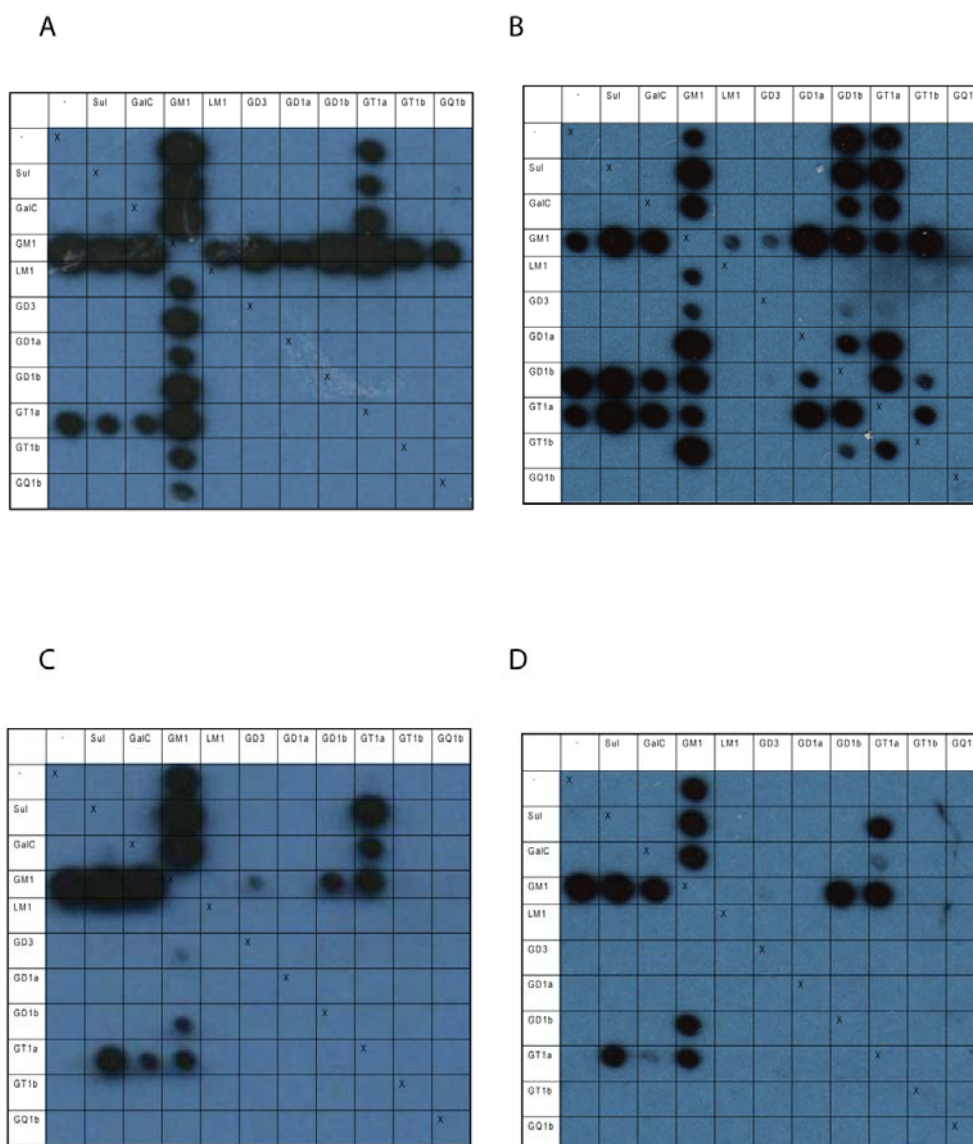 A
- Sul GalC GM1 LM1 GD3 GD1a GD1b GT1a GT1b GQ1b
- X
Sul X
GalC X
GM1 X
LM1 X
GD3 X
GD1a X
GD1b X
GT1a X
GT1b X
GQ1b X
B
- Sul GalC GM1 LM1 GD3 GD1a GD1b GT1a GT1b GQ1
- X
Sul X
GalC X
GM1 X
LM1 X
GD3 X
GD1a X
GD1b X
GT1a X
GT1b X
GQ1b X
C
- Sul GalC GM1 LM1 GD3 GD1a GD1b GT1a GT1b GQ1b
- X
Sul X
GalC X
GM1 X
LM1 X
GD3 X
GD1a X
GD1b X
GT1a X
GT1b X
GQ1b X
D
- Sul GalC GM1 LM1 GD3 GD1a GD1b GT1a GT1b GQ1
- X
Sul X
GalC X
GM1 X
LM1 X
GD3 X
GD1a X
GD1b X
GT1a X
GT1b X
GQ1b X